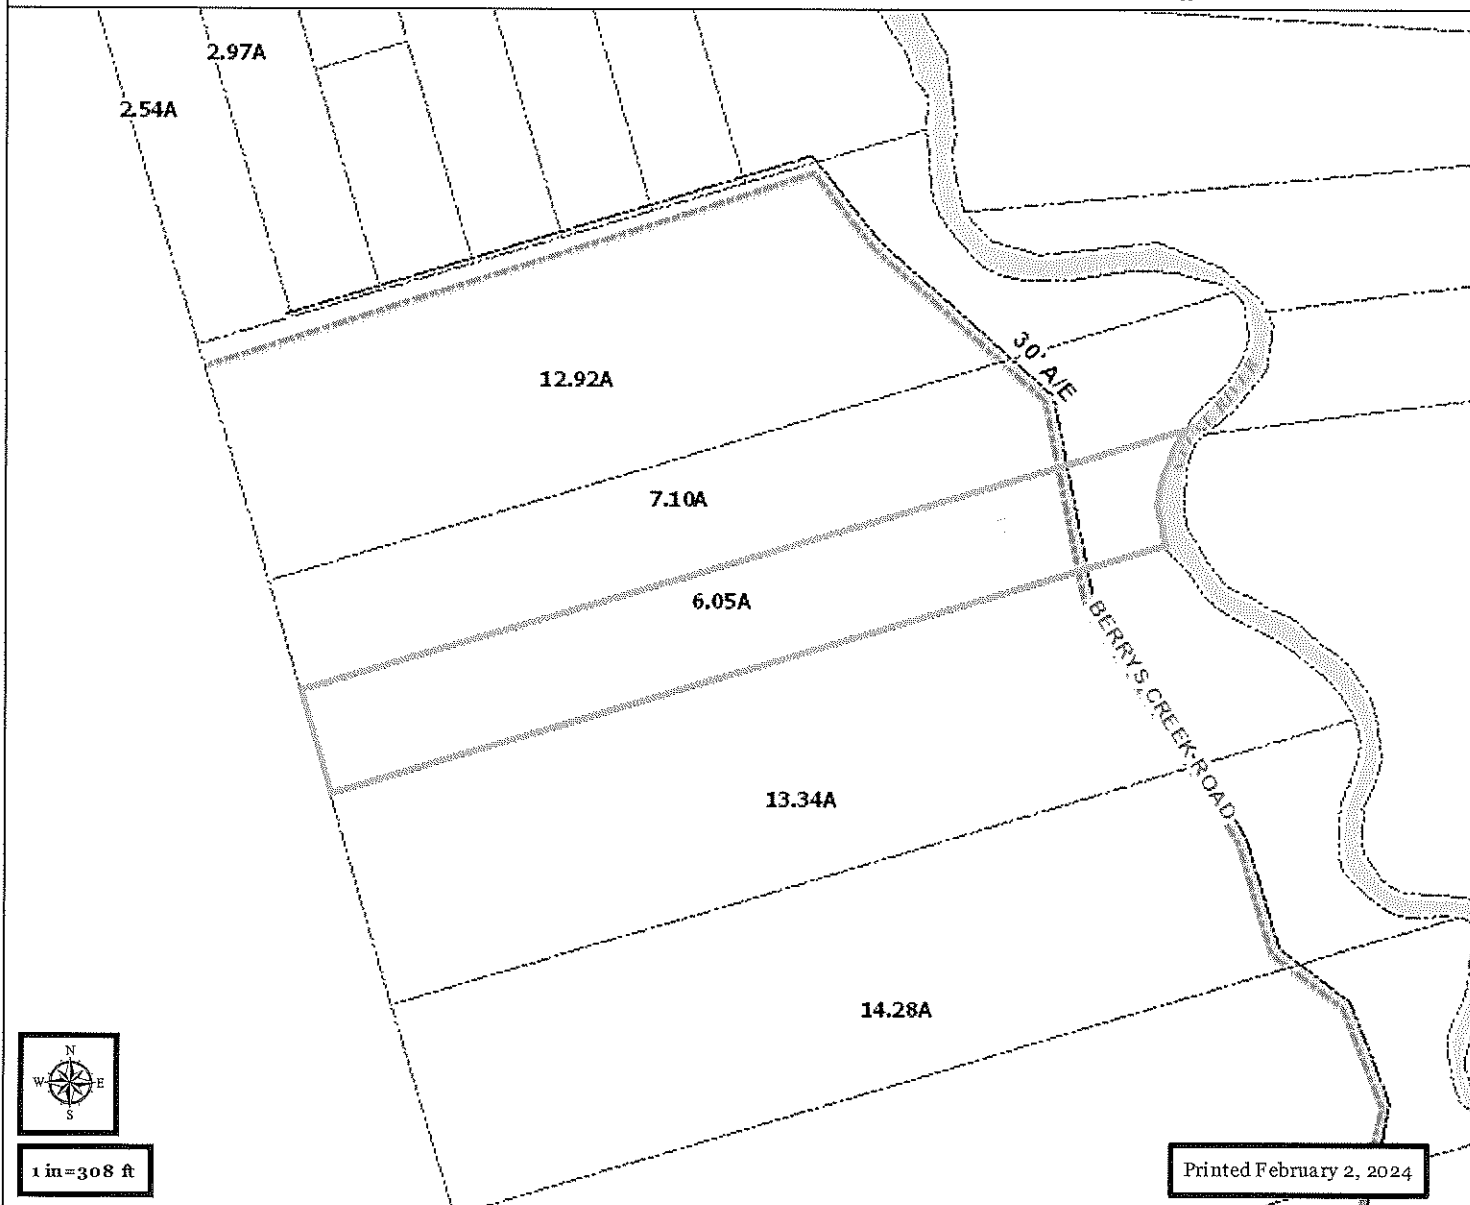 2.97A
2.54A
30' A/E
12.92A
7.10A
6.05A
BERRYS CREEK ROAD
13.34A
14.28A
N
W E
S
1 in=308 ft
Printed February 2, 2024